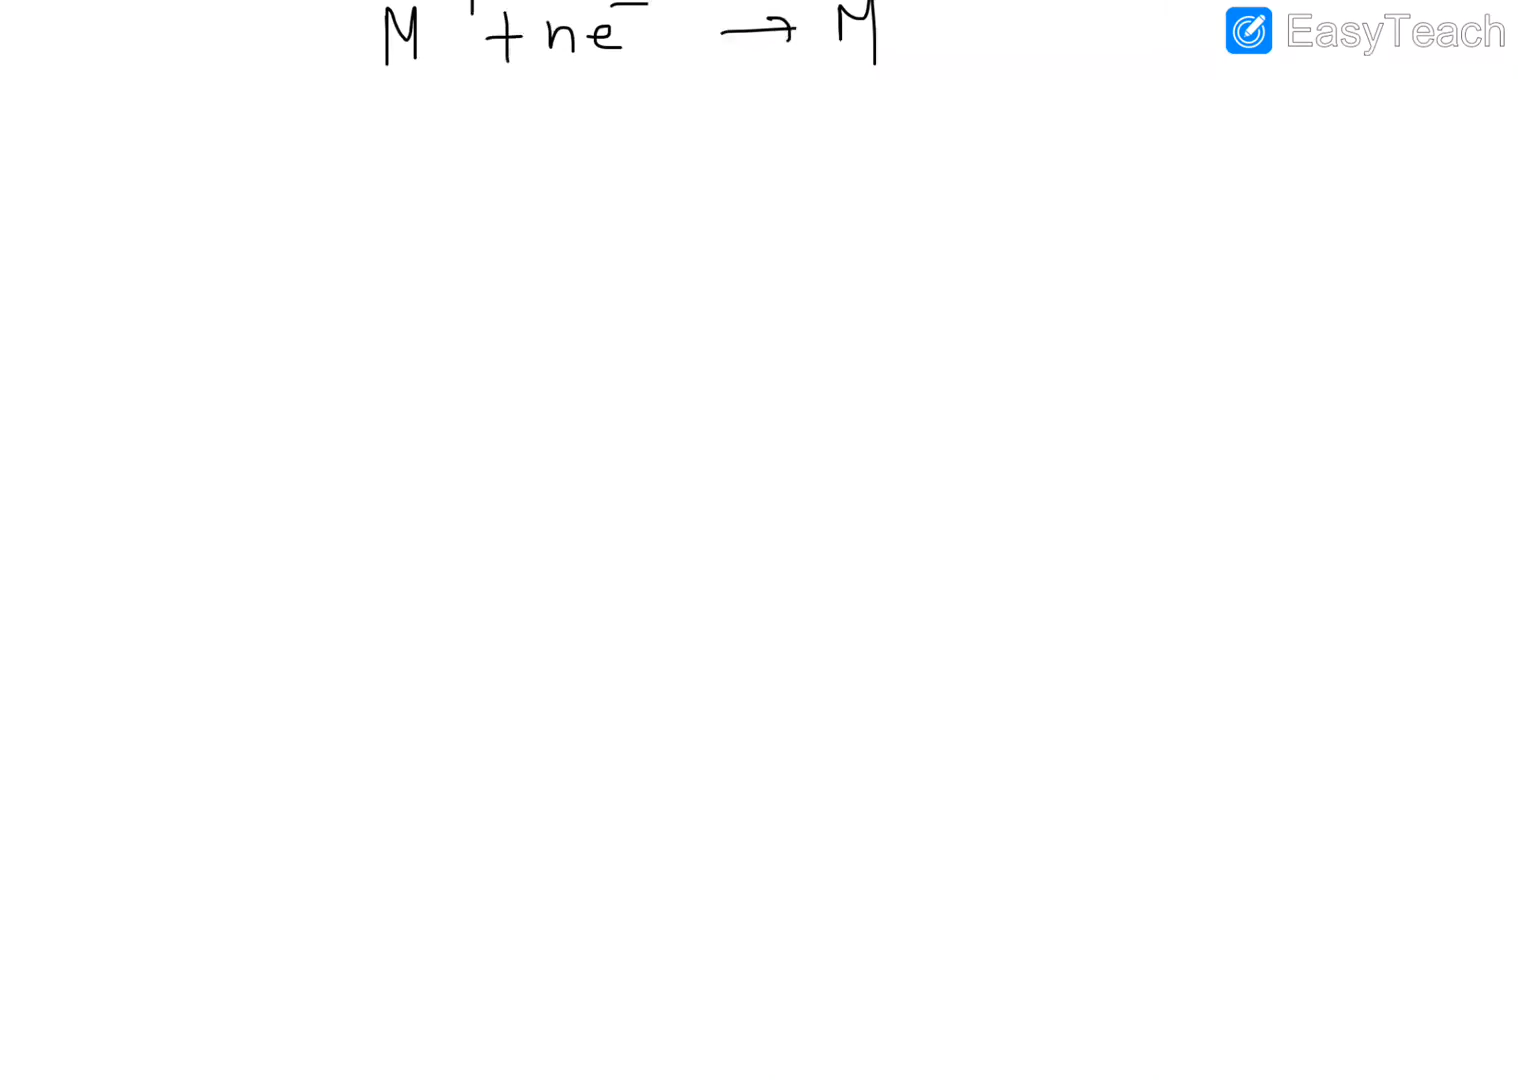 M + ne⁻ → M
EasyTeach